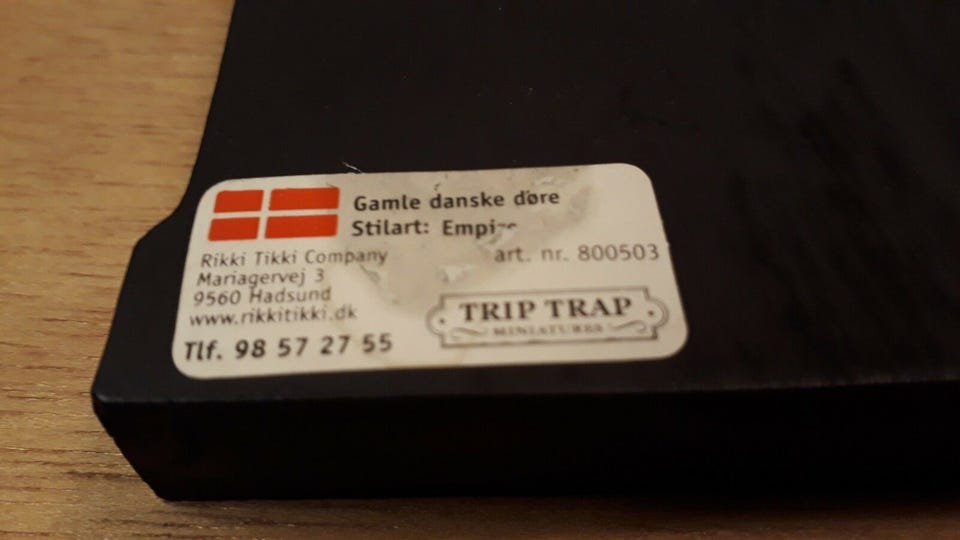 Gamle danske døre
Stilart: Empire
Rikki Tikki Company
art. nr. 800503
Mariagervej 3
9560 Hadsund
www.rikkitikki.dk
Tlf. 98 57 27 55
TRIP TRAP
MINIATURES